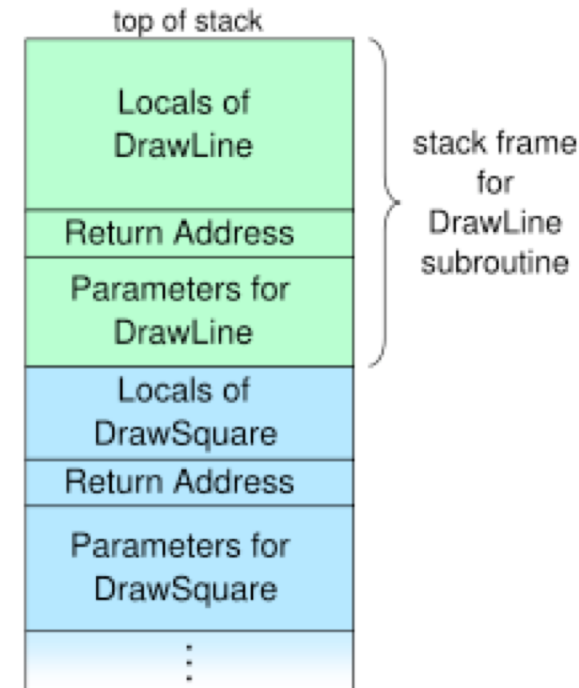 top of stack
Locals of
DrawLine
Return Address
Parameters for
DrawLine
stack frame
for
DrawLine
subroutine
Locals of
DrawSquare
Return Address
Parameters for
DrawSquare
⋮